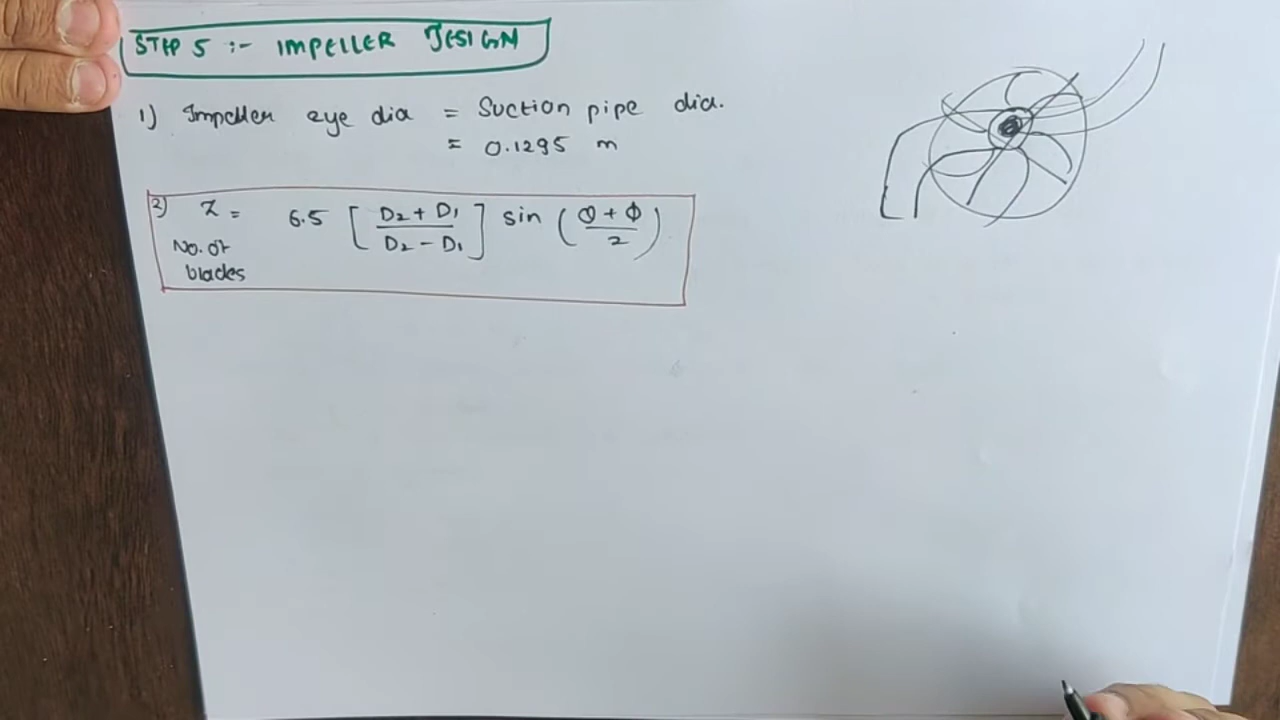 STEP 5 :- IMPELLER DESIGN
1) Impeller eye dia = Suction pipe dia.
= 0.1295 m
2) Z = 6.5 [ D₂ + D₁ / D₂ - D₁ ] sin ( θ + Φ / 2 )
No. of
blades